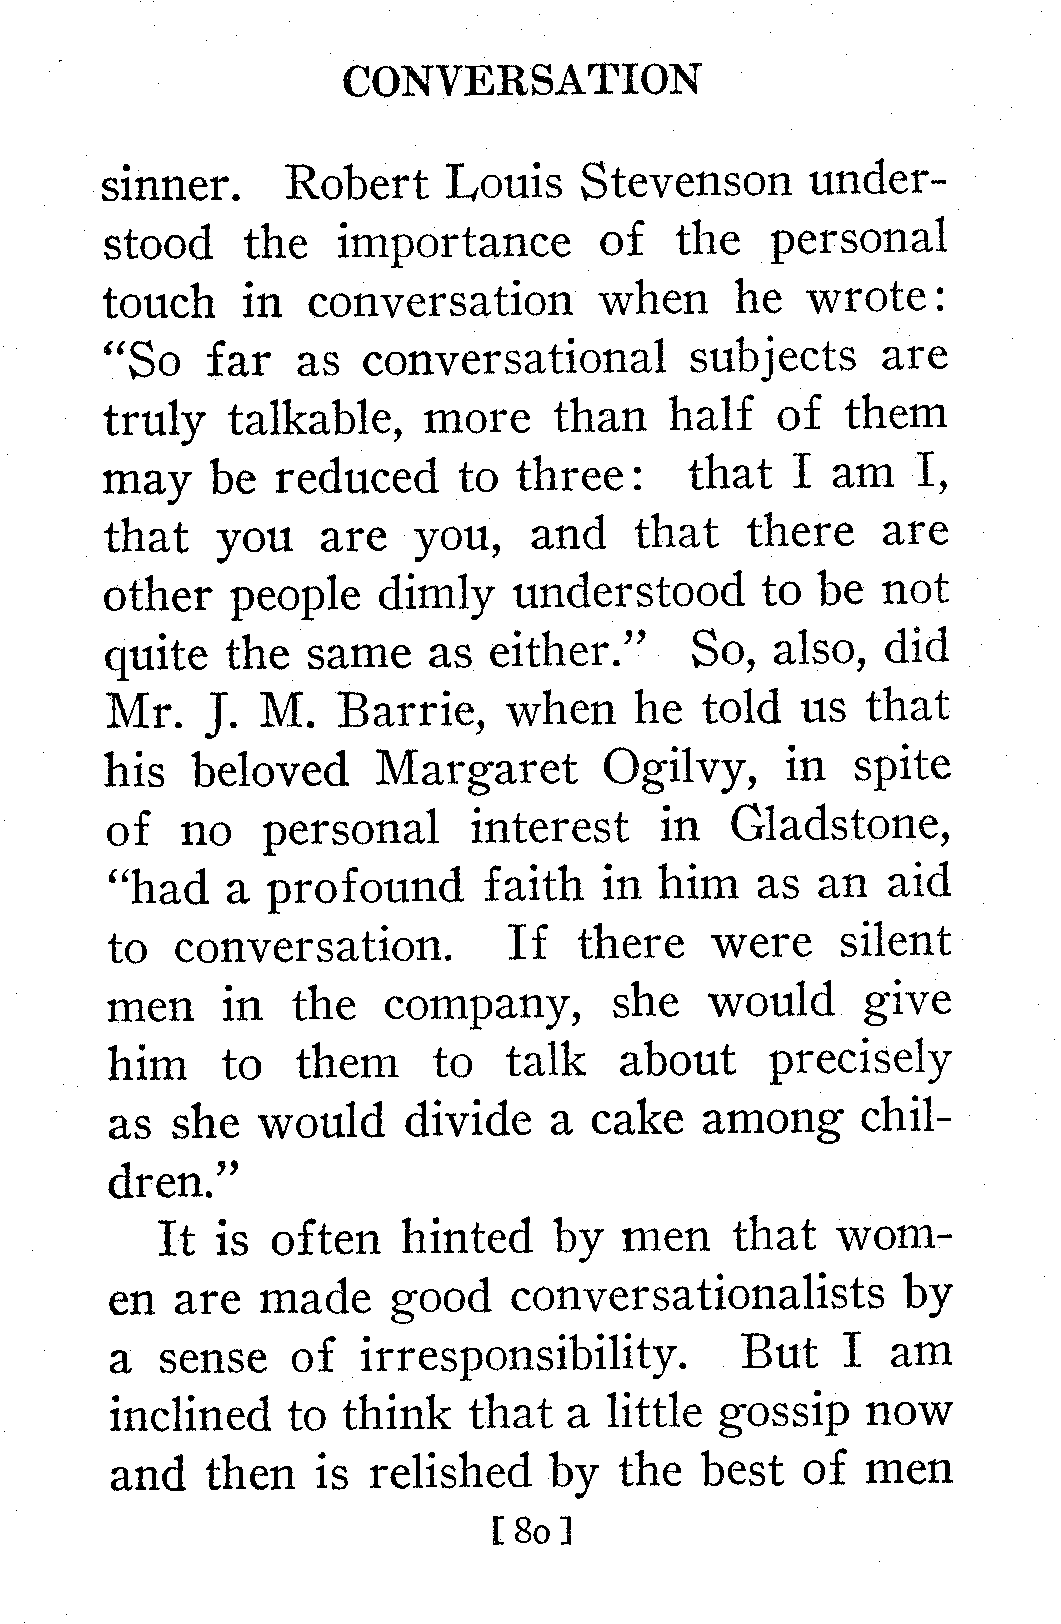 CONVERSATION
sinner. Robert Louis Stevenson under-
stood the importance of the personal
touch in conversation when he wrote:
“So far as conversational subjects are
truly talkable, more than half of them
may be reduced to three: that I am I,
that you are you, and that there are
other people dimly understood to be not
quite the same as either.” So, also, did
Mr. J. M. Barrie, when he told us that
his beloved Margaret Ogilvy, in spite
of no personal interest in Gladstone,
“had a profound faith in him as an aid
to conversation. If there were silent
men in the company, she would give
him to them to talk about precisely
as she would divide a cake among chil-
dren.”
It is often hinted by men that wom-
en are made good conversationalists by
a sense of irresponsibility. But I am
inclined to think that a little gossip now
and then is relished by the best of men
[ 80 ]